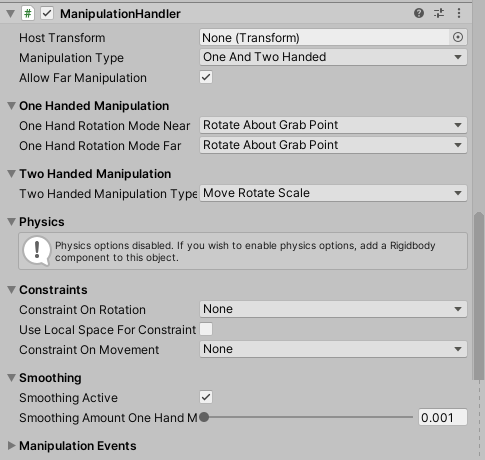 ManipulationHandler
Host Transform None (Transform)
Manipulation Type One And Two Handed
Allow Far Manipulation
One Handed Manipulation
One Hand Rotation Mode Near Rotate About Grab Point
One Hand Rotation Mode Far Rotate About Grab Point
Two Handed Manipulation
Two Handed Manipulation Type Move Rotate Scale
Physics
Physics options disabled. If you wish to enable physics options, add a Rigidbody
component to this object.
Constraints
Constraint On Rotation None
Use Local Space For Constraint
Constraint On Movement None
Smoothing
Smoothing Active
Smoothing Amount One Hand M 0.001
Manipulation Events